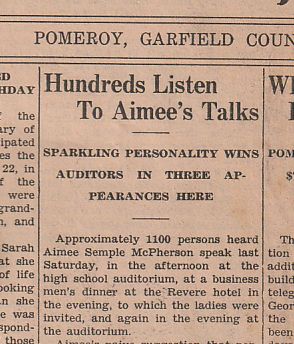 POMEROY, GARFIELD COUN
Hundreds Listen
To Aimee's Talks
SPARKLING PERSONALITY WINS
AUDITORS IN THREE AP-
PEARANCES HERE
Approximately 1100 persons heard
Aimee Semple McPherson speak last
Saturday, in the afternoon at the
high school auditorium, at a business
men's dinner at the Revere hotel in
the evening, to which the ladies were
invited, and again in the evening at
the auditorium.